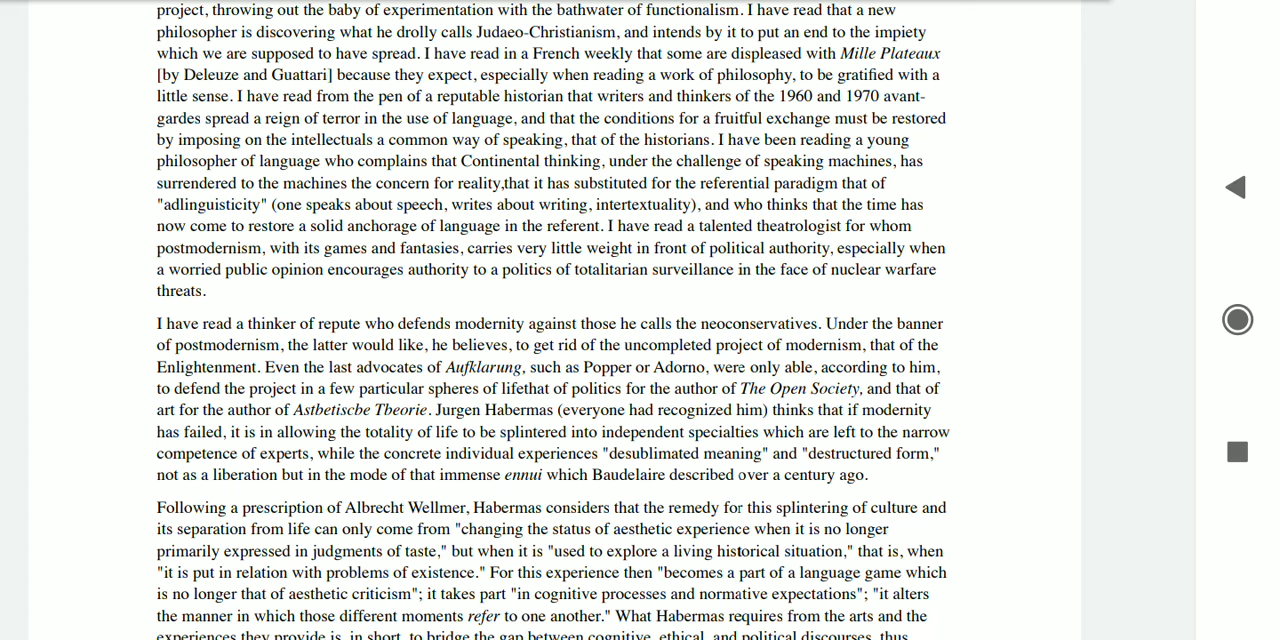 project, throwing out the baby of experimentation with the bathwater of functionalism. I have read that a new
philosopher is discovering what he drolly calls Judaeo-Christianism, and intends by it to put an end to the impiety
which we are supposed to have spread. I have read in a French weekly that some are displeased with Mille Plateaux
[by Deleuze and Guattari] because they expect, especially when reading a work of philosophy, to be gratified with a
little sense. I have read from the pen of a reputable historian that writers and thinkers of the 1960 and 1970 avant-
gardes spread a reign of terror in the use of language, and that the conditions for a fruitful exchange must be restored
by imposing on the intellectuals a common way of speaking, that of the historians. I have been reading a young
philosopher of language who complains that Continental thinking, under the challenge of speaking machines, has
surrendered to the machines the concern for reality,that it has substituted for the referential paradigm that of
"adlinguisticity" (one speaks about speech, writes about writing, intertextuality), and who thinks that the time has
now come to restore a solid anchorage of language in the referent. I have read a talented theatrologist for whom
postmodernism, with its games and fantasies, carries very little weight in front of political authority, especially when
a worried public opinion encourages authority to a politics of totalitarian surveillance in the face of nuclear warfare
threats.
I have read a thinker of repute who defends modernity against those he calls the neoconservatives. Under the banner
of postmodernism, the latter would like, he believes, to get rid of the uncompleted project of modernism, that of the
Enlightenment. Even the last advocates of Aufklarung, such as Popper or Adorno, were only able, according to him,
to defend the project in a few particular spheres of lifethat of politics for the author of The Open Society, and that of
art for the author of Astbetiscbe Tbeorie. Jurgen Habermas (everyone had recognized him) thinks that if modernity
has failed, it is in allowing the totality of life to be splintered into independent specialties which are left to the narrow
competence of experts, while the concrete individual experiences "desublimated meaning" and "destructured form,"
not as a liberation but in the mode of that immense ennui which Baudelaire described over a century ago.
Following a prescription of Albrecht Wellmer, Habermas considers that the remedy for this splintering of culture and
its separation from life can only come from "changing the status of aesthetic experience when it is no longer
primarily expressed in judgments of taste," but when it is "used to explore a living historical situation," that is, when
"it is put in relation with problems of existence." For this experience then "becomes a part of a language game which
is no longer that of aesthetic criticism"; it takes part "in cognitive processes and normative expectations"; "it alters
the manner in which those different moments refer to one another." What Habermas requires from the arts and the
experiences they provide is, in short, to bridge the gap between cognitive, ethical, and political discourses, thus